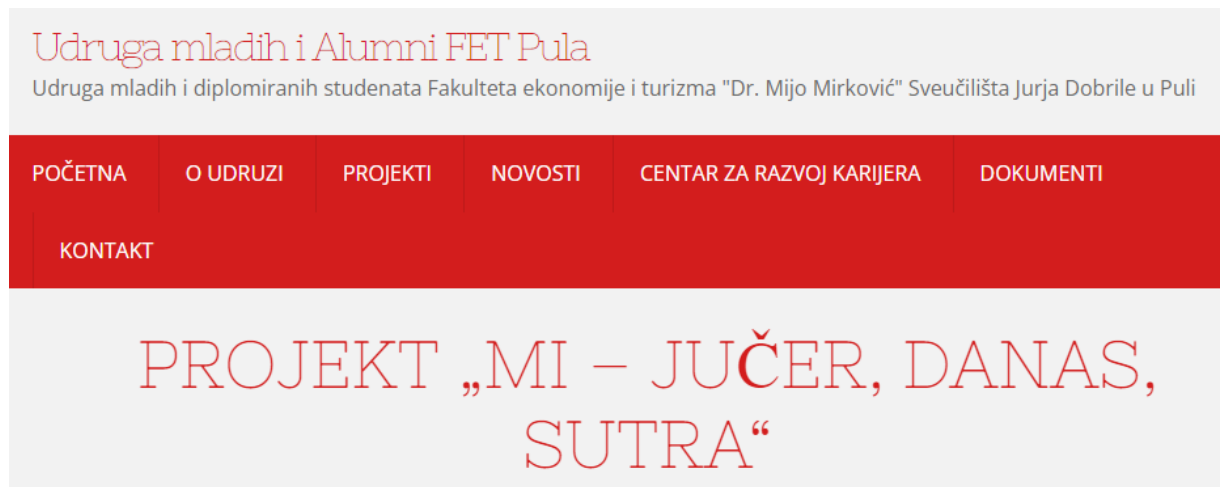 Udruga mladih i Alumni FET Pula
Udruga mladih i diplomiranih studenata Fakulteta ekonomije i turizma "Dr. Mijo Mirković" Sveučilišta Jurja Dobrile u Puli
POČETNA O UDRUZI PROJEKTI NOVOSTI CENTAR ZA RAZVOJ KARIJERA DOKUMENTI
KONTAKT
PROJEKT „MI – JUČER, DANAS,
SUTRA“